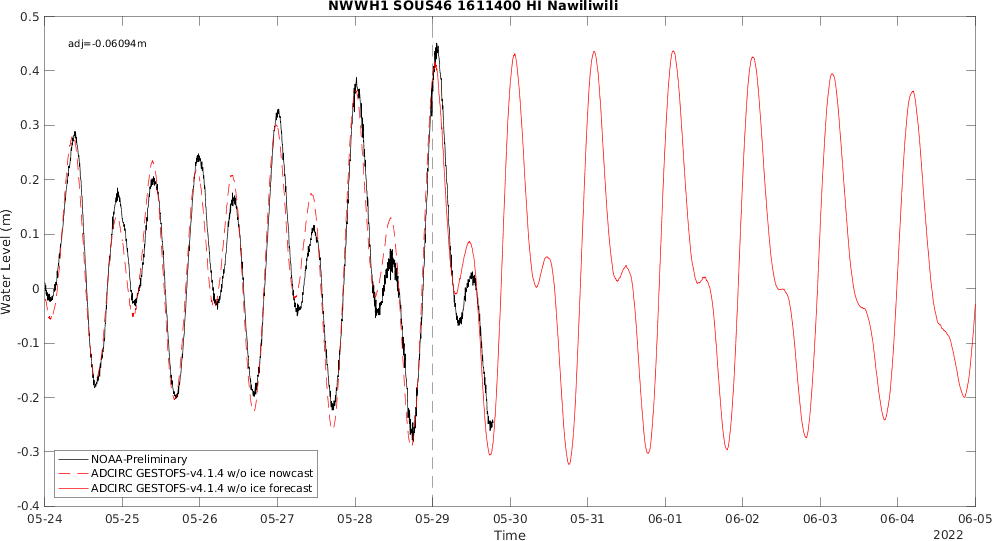 NWWH1 SOUS46 1611400 HI Nawiliwili
adj=-0.06094m
Water Level (m)
0.5
0.4
0.3
0.2
0.1
0
-0.1
-0.2
-0.3
-0.4
NOAA-Preliminary
ADCIRC GESTOFS-v4.1.4 w/o ice nowcast
ADCIRC GESTOFS-v4.1.4 w/o ice forecast
05-24 05-25 05-26 05-27 05-28 05-29 05-30 05-31 06-01 06-02 06-03 06-04 06-05
Time
2022